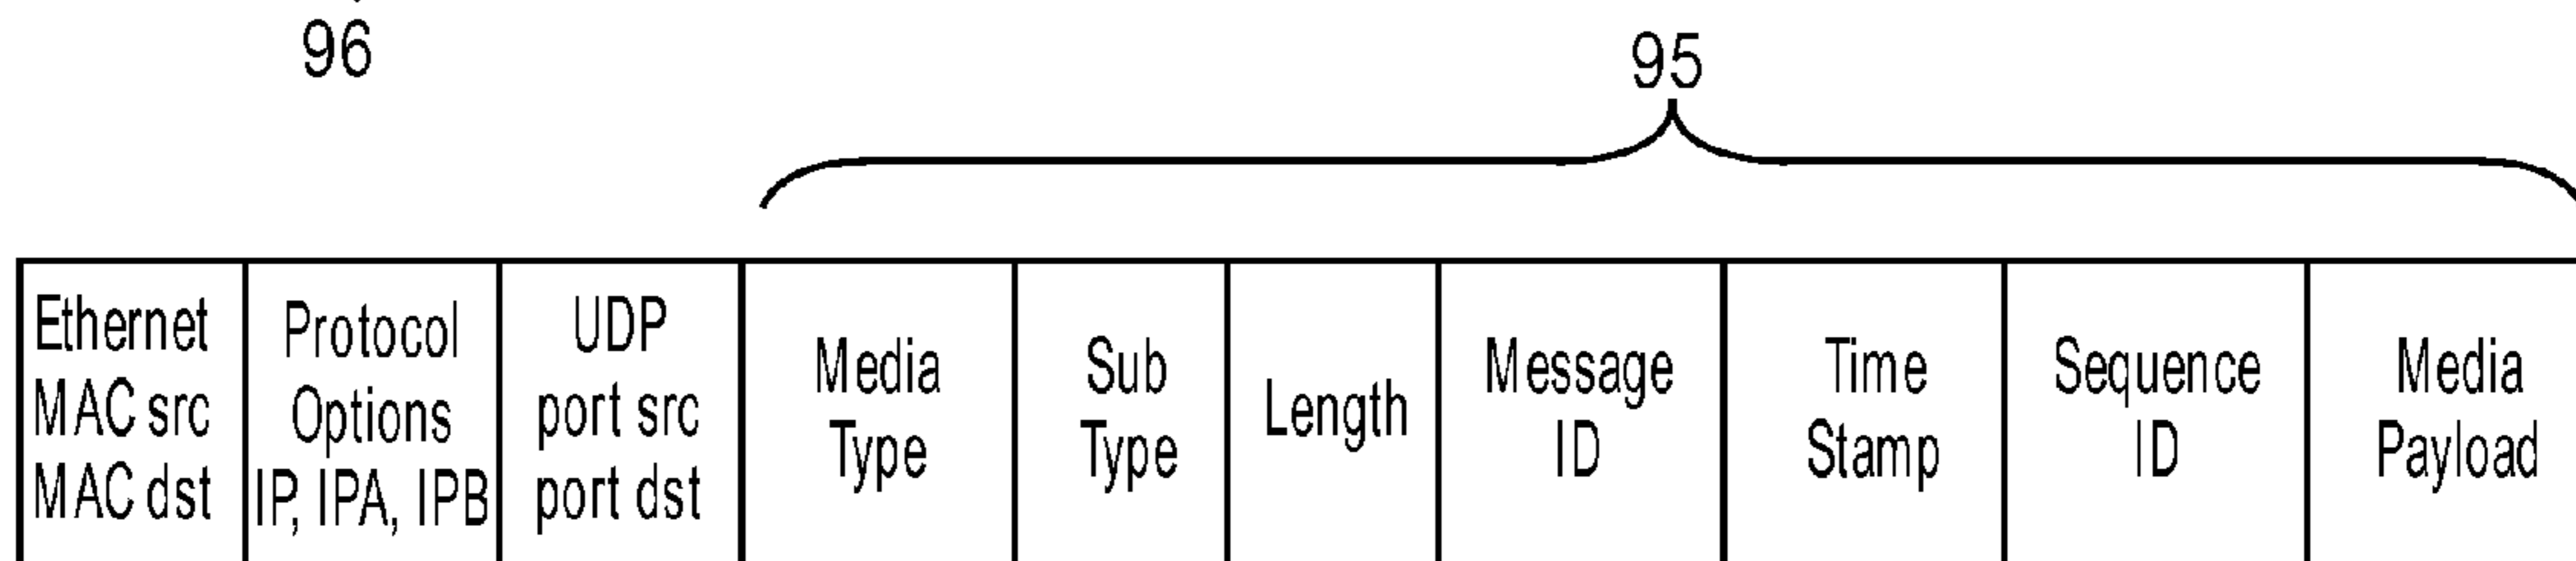 96
95
Ethernet
MAC src
MAC dst
Protocol
Options
IP, IPA, IPB
UDP
port src
port dst
Media
Type
Sub
Type
Length
Message
ID
Time
Stamp
Sequence
ID
Media
Payload